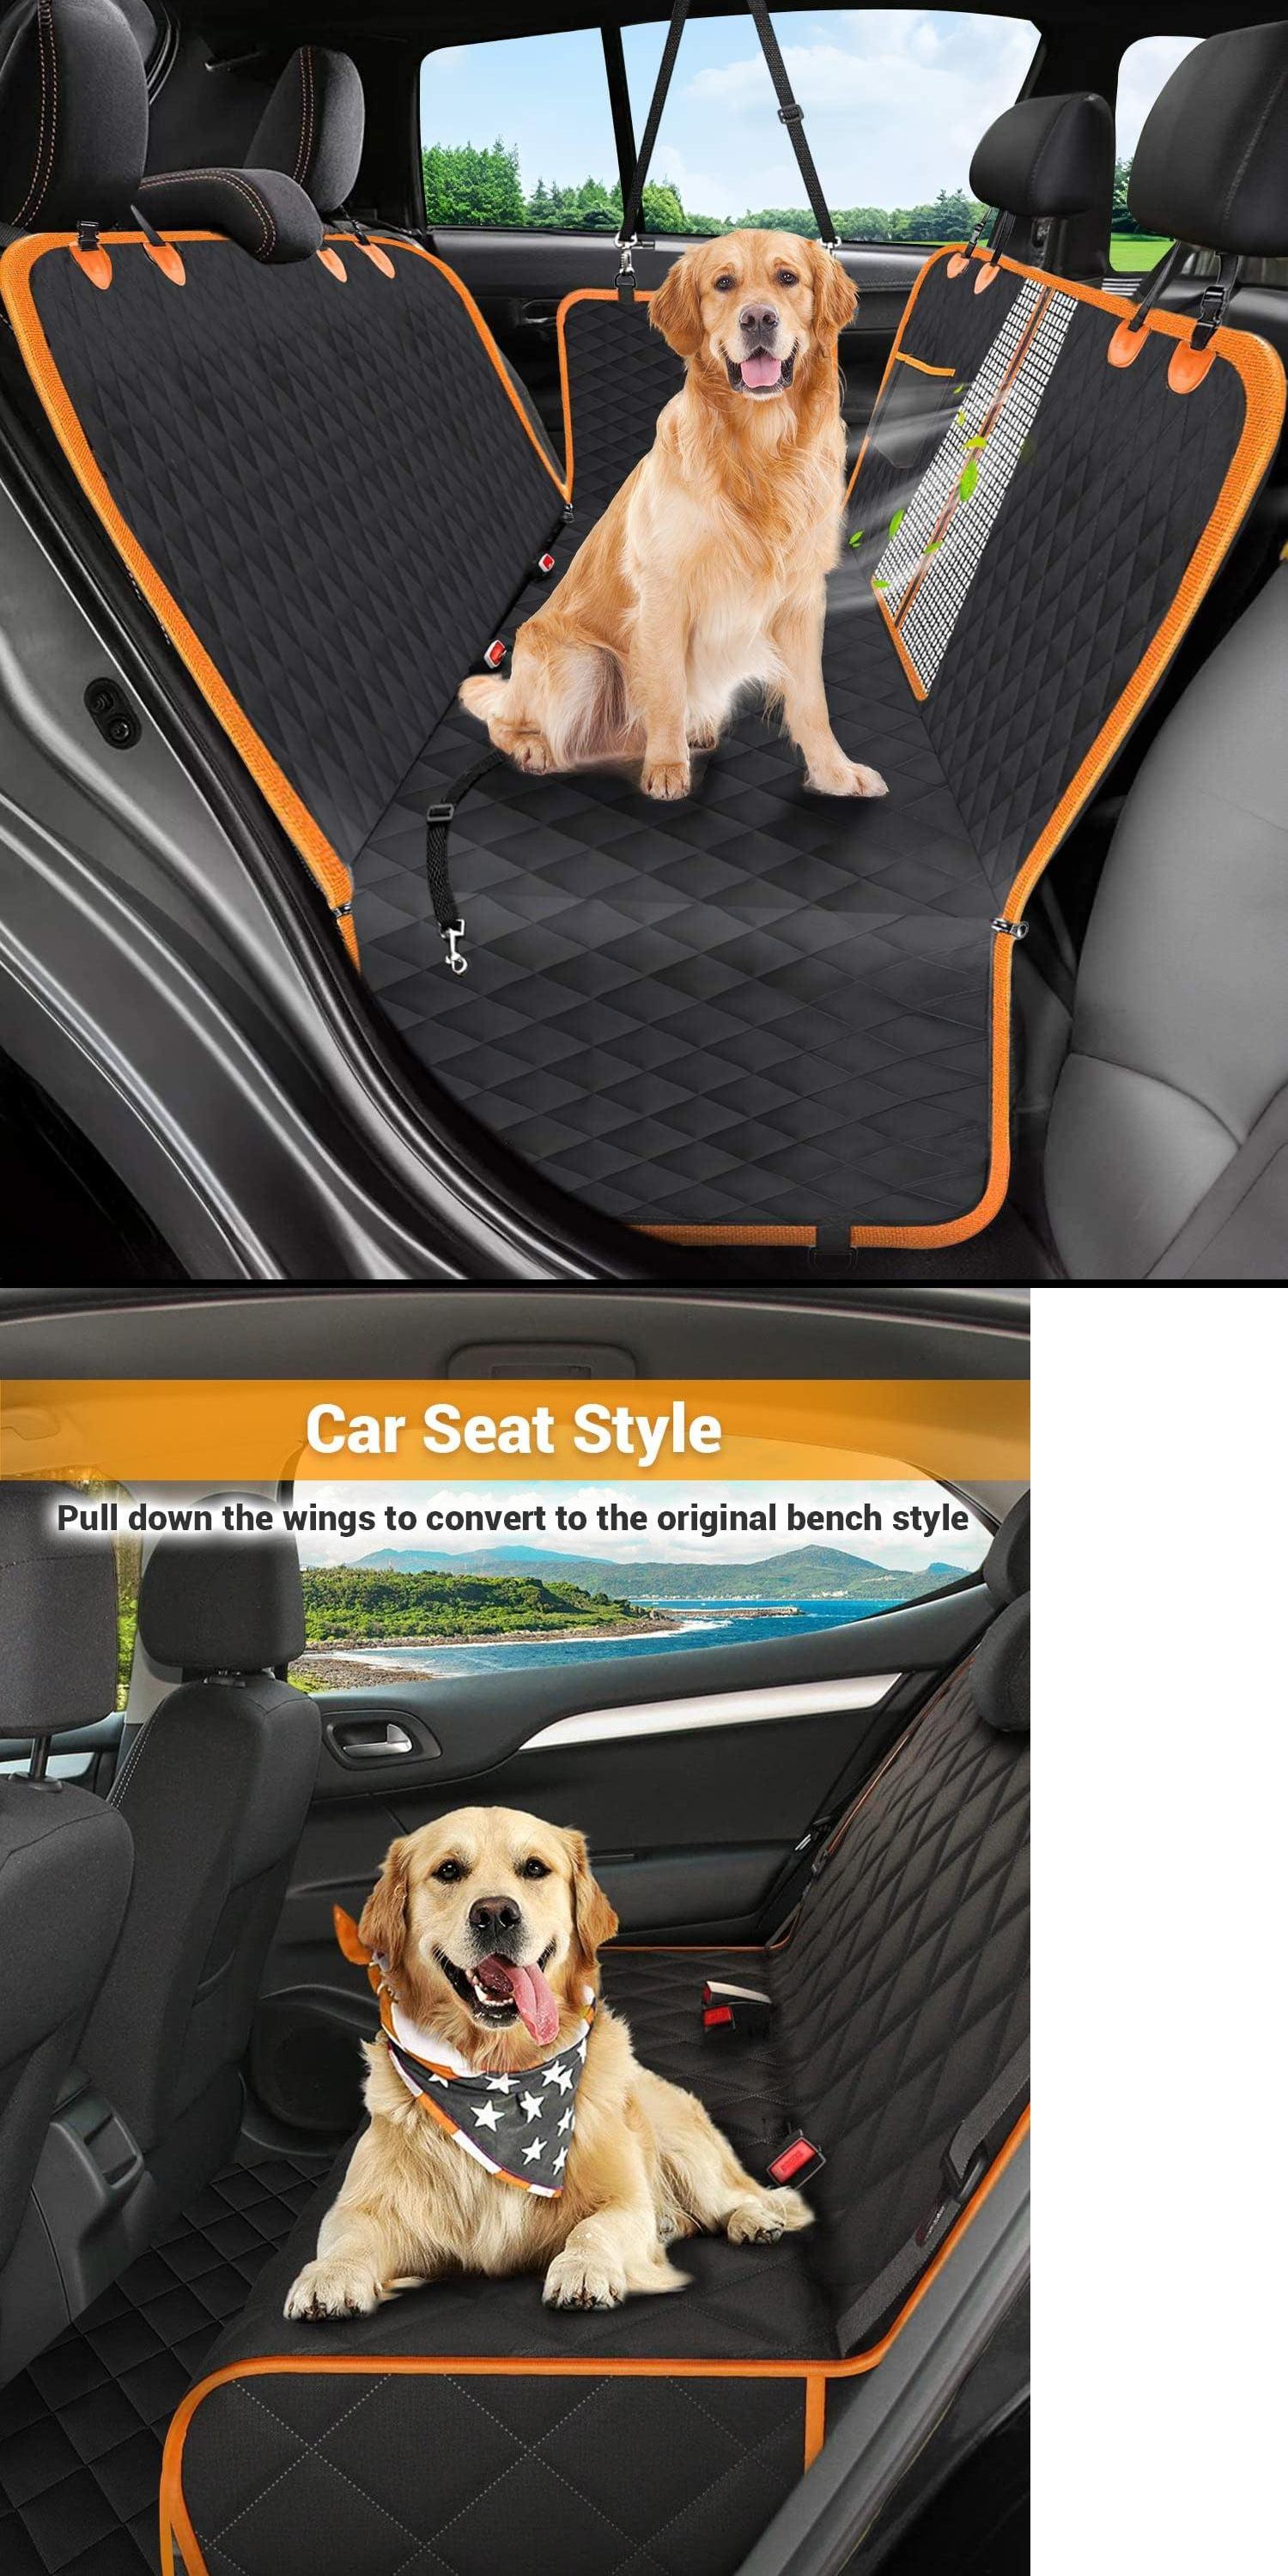 Car Seat Style
Pull down the wings to convert to the original bench style